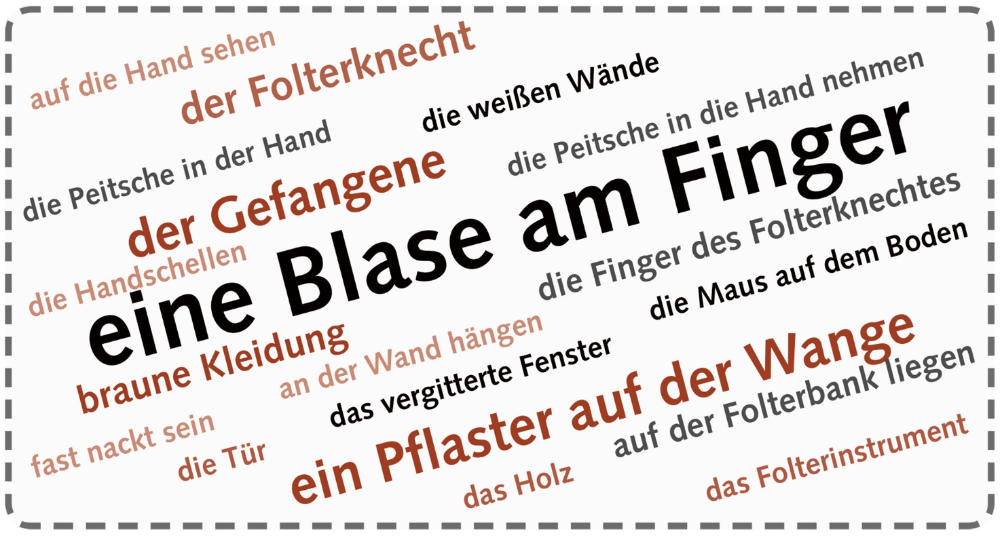 auf die Hand sehen
der Folterknecht
die weißen Wände
die Peitsche in die Hand nehmen
die Peitsche in der Hand
der Gefangene
eine Blase am Finger
die Handschellen
die Finger des Folterknechtes
die Maus auf dem Boden
braune Kleidung
an der Wand hängen
das vergitterte Fenster
ein Pflaster auf der Wange
auf der Folterbank liegen
fast nackt sein
die Tür
das Holz
das Folterinstrument